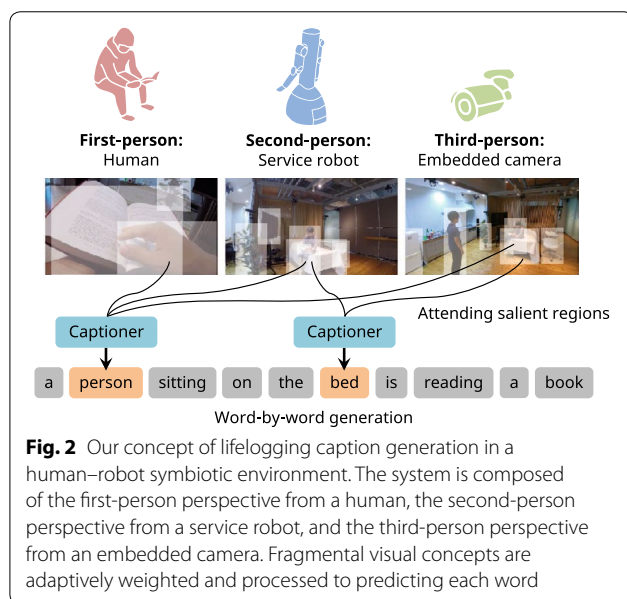 First-person:
Human
Second-person:
Service robot
Third-person:
Embedded camera
Attending salient regions
Captioner
Captioner
a person sitting on the bed is reading a book
Word-by-word generation
Fig. 2 Our concept of lifelogging caption generation in a
human–robot symbiotic environment. The system is composed
of the first-person perspective from a human, the second-person
perspective from a service robot, and the third-person perspective
from an embedded camera. Fragmental visual concepts are
adaptively weighted and processed to predicting each word